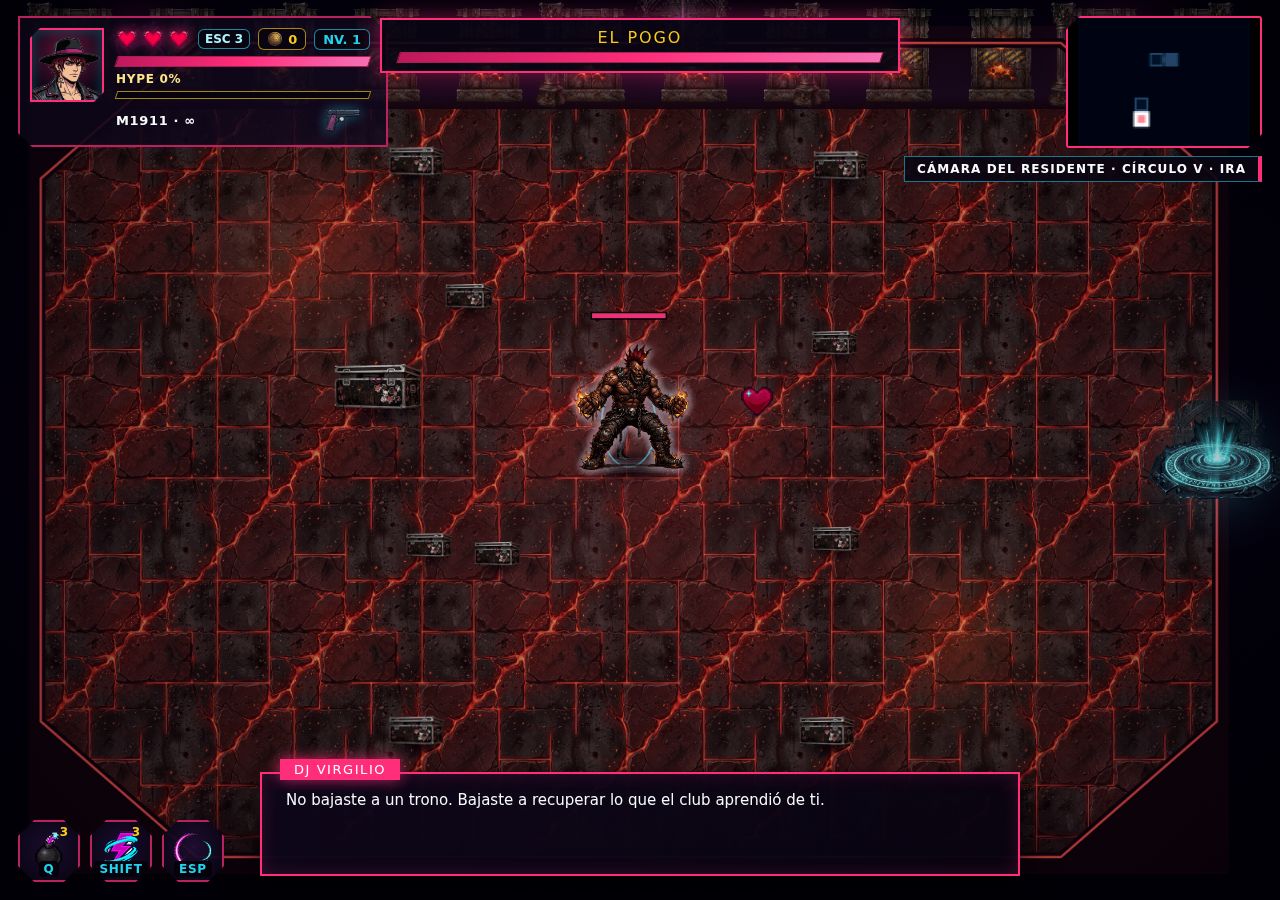 ESC 3
0
NV. 1
HYPE 0%
M1911 · ∞
EL POGO
CÁMARA DEL RESIDENTE · CÍRCULO V · IRA
DJ VIRGILIO
No bajaste a un trono. Bajaste a recuperar lo que el club aprendió de ti.
3
Q
3
SHIFT
ESP